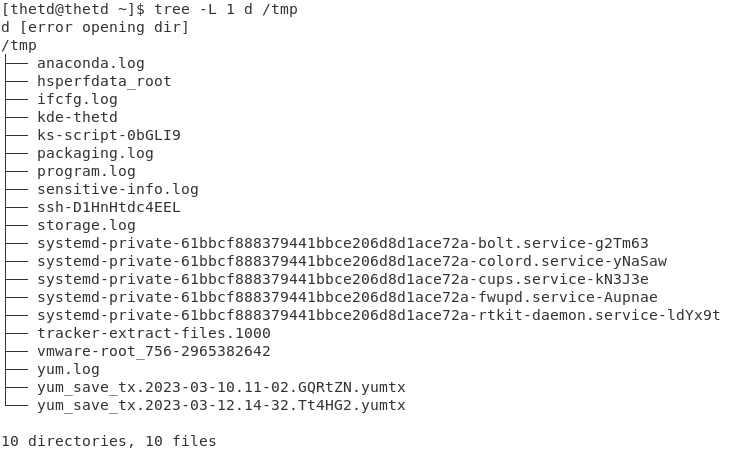 [thetd@thetd ~]$ tree -L 1 d /tmp
d [error opening dir]
/tmp
├── anaconda.log
├── hsperfdata_root
├── ifcfg.log
├── kde-thetd
├── ks-script-0bGLI9
├── packaging.log
├── program.log
├── sensitive-info.log
├── ssh-D1HnHtdc4EEL
├── storage.log
├── systemd-private-61bbcf888379441bbce206d8d1ace72a-bolt.service-g2Tm63
├── systemd-private-61bbcf888379441bbce206d8d1ace72a-colord.service-yNaSaw
├── systemd-private-61bbcf888379441bbce206d8d1ace72a-cups.service-kN3J3e
├── systemd-private-61bbcf888379441bbce206d8d1ace72a-fwupd.service-Aupnae
├── systemd-private-61bbcf888379441bbce206d8d1ace72a-rtkit-daemon.service-ldYx9t
├── tracker-extract-files.1000
├── vmware-root_756-2965382642
├── yum.log
├── yum_save_tx.2023-03-10.11-02.GQRtZN.yumtx
└── yum_save_tx.2023-03-12.14-32.Tt4HG2.yumtx
10 directories, 10 files